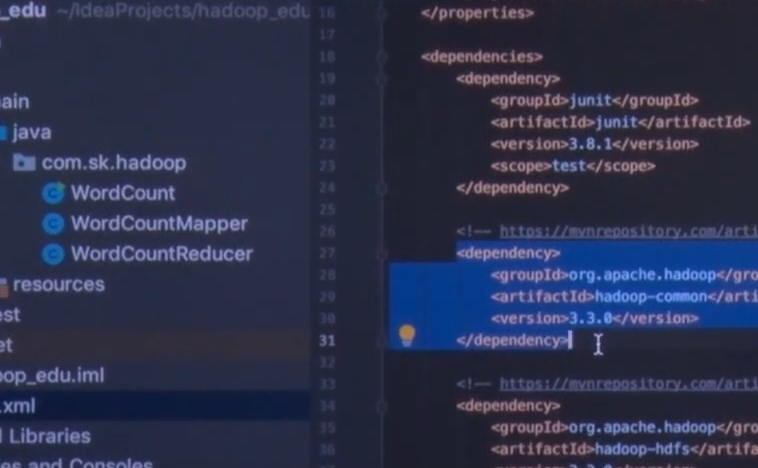 _edu ~/IdeaProjects/hadoop_edu
ain
java
com.sk.hadoop
WordCount
WordCountMapper
WordCountReducer
resources
est
et
oop_edu.iml
.xml
l Libraries
es and Consoles
16 </properties>
17
18 <dependencies>
19 <dependency>
20 <groupId>junit</groupId>
21 <artifactId>junit</artifactId>
22 <version>3.8.1</version>
23 <scope>test</scope>
24 </dependency>
25
26 <!-- https://mvnrepository.com/arti
27 <dependency>
28 <groupId>org.apache.hadoop</gro
29 <artifactId>hadoop-common</arti
30 <version>3.3.0</version>
31 </dependency>
32
33 <!-- https://mvnrepository.com/arti
34 <dependency>
35 <groupId>org.apache.hadoop</gro
36 <artifactId>hadoop-hdfs</artifa